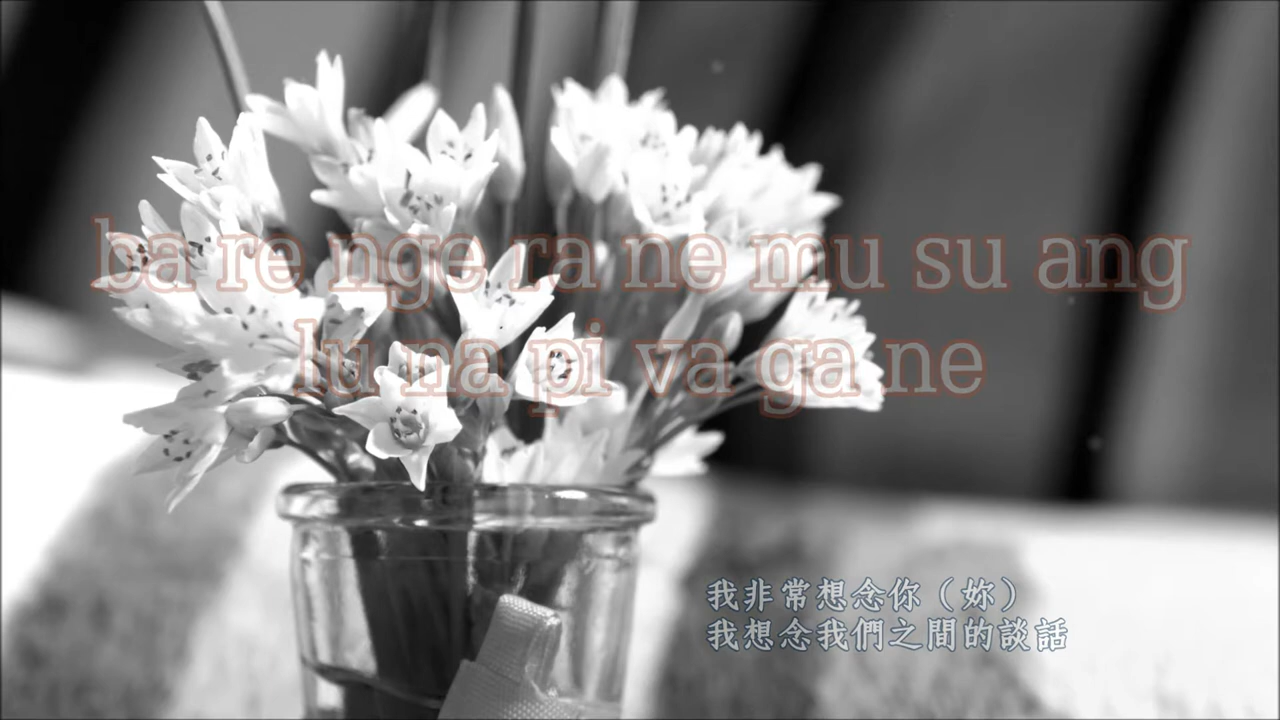 ba re nge ra ne mu su ang
lu na pi va ga ne
我非常想念你（妳）
我想念我們之間的談話